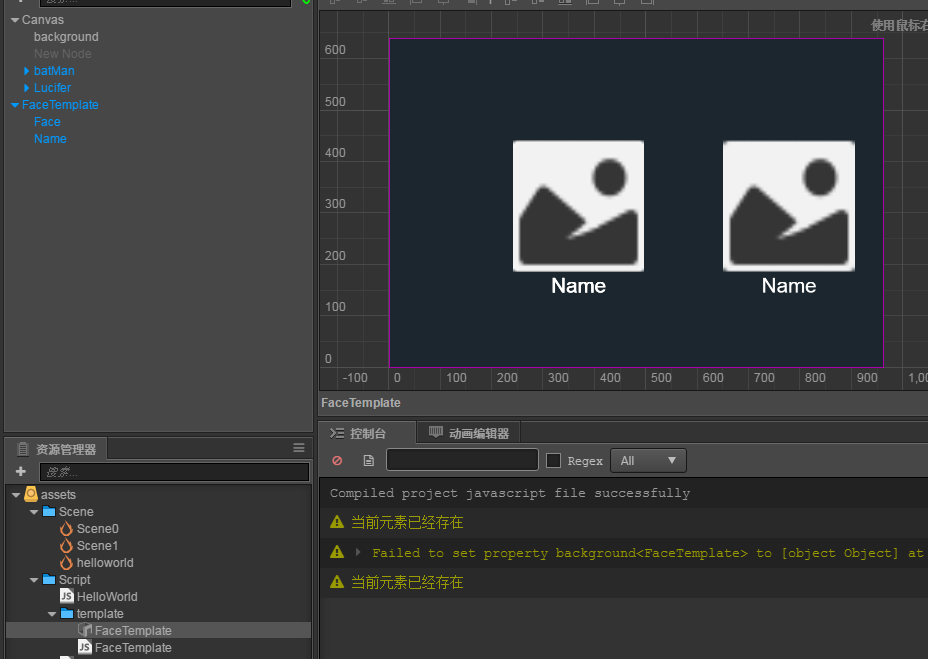 Canvas
background
New Node
batMan
Lucifer
FaceTemplate
Face
Name
使用鼠标右
600
500
400
300
200
100
0
Name
Name
-100
0
100
200
300
400
500
600
700
800
900
1,0
FaceTemplate
资源管理器
搜索...
控制台
动画编辑器
Regex
All
assets
Scene
Scene0
Scene1
helloworld
Script
JS HelloWorld
template
FaceTemplate
JS FaceTemplate
Compiled project javascript file successfully
当前元素已经存在
Failed to set property background<FaceTemplate> to [object Object] at
当前元素已经存在